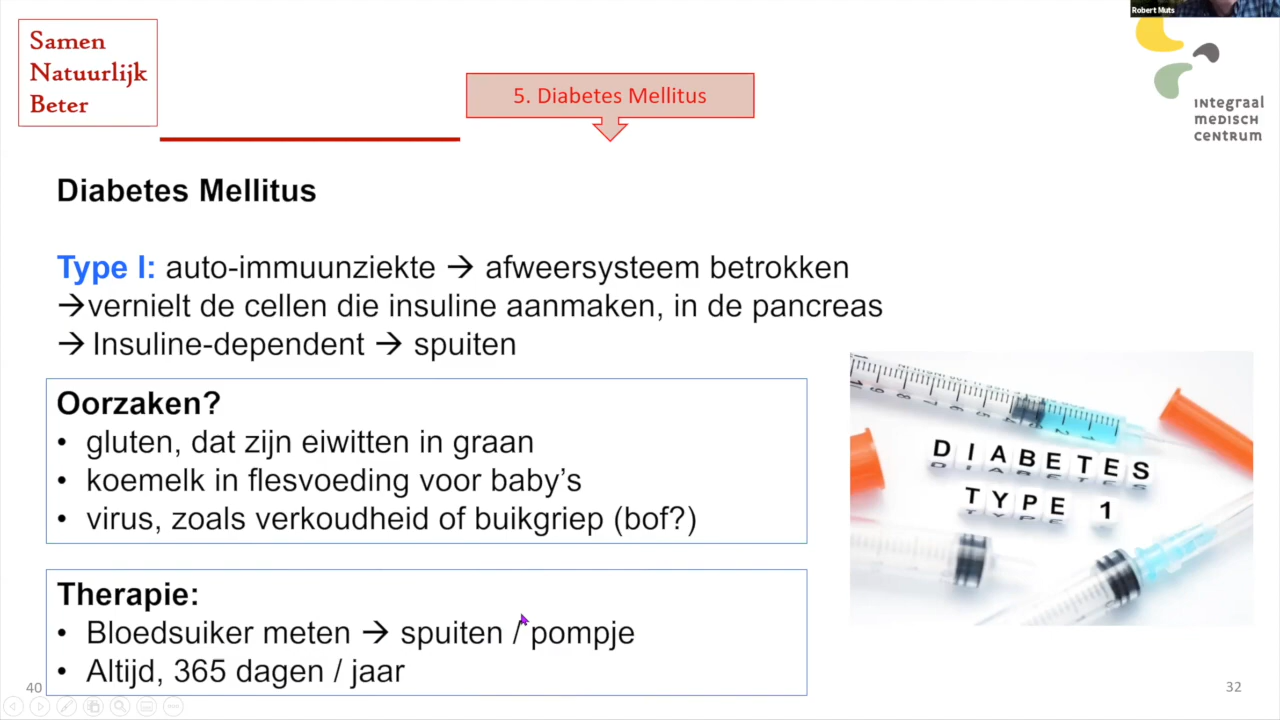 Robert Muts
Samen
Natuurlijk
Beter
5. Diabetes Mellitus
INTEGRAAL
MEDISCH
CENTRUM
Diabetes Mellitus
Type I: auto-immuunziekte → afweersysteem betrokken
→vernielt de cellen die insuline aanmaken, in de pancreas
→ Insuline-dependent → spuiten
Oorzaken?
• gluten, dat zijn eiwitten in graan
• koemelk in flesvoeding voor baby's
• virus, zoals verkoudheid of buikgriep (bof?)
DIABETES
TYPE 1
Therapie:
• Bloedsuiker meten → spuiten / pompje
• Altijd, 365 dagen / jaar
40
32